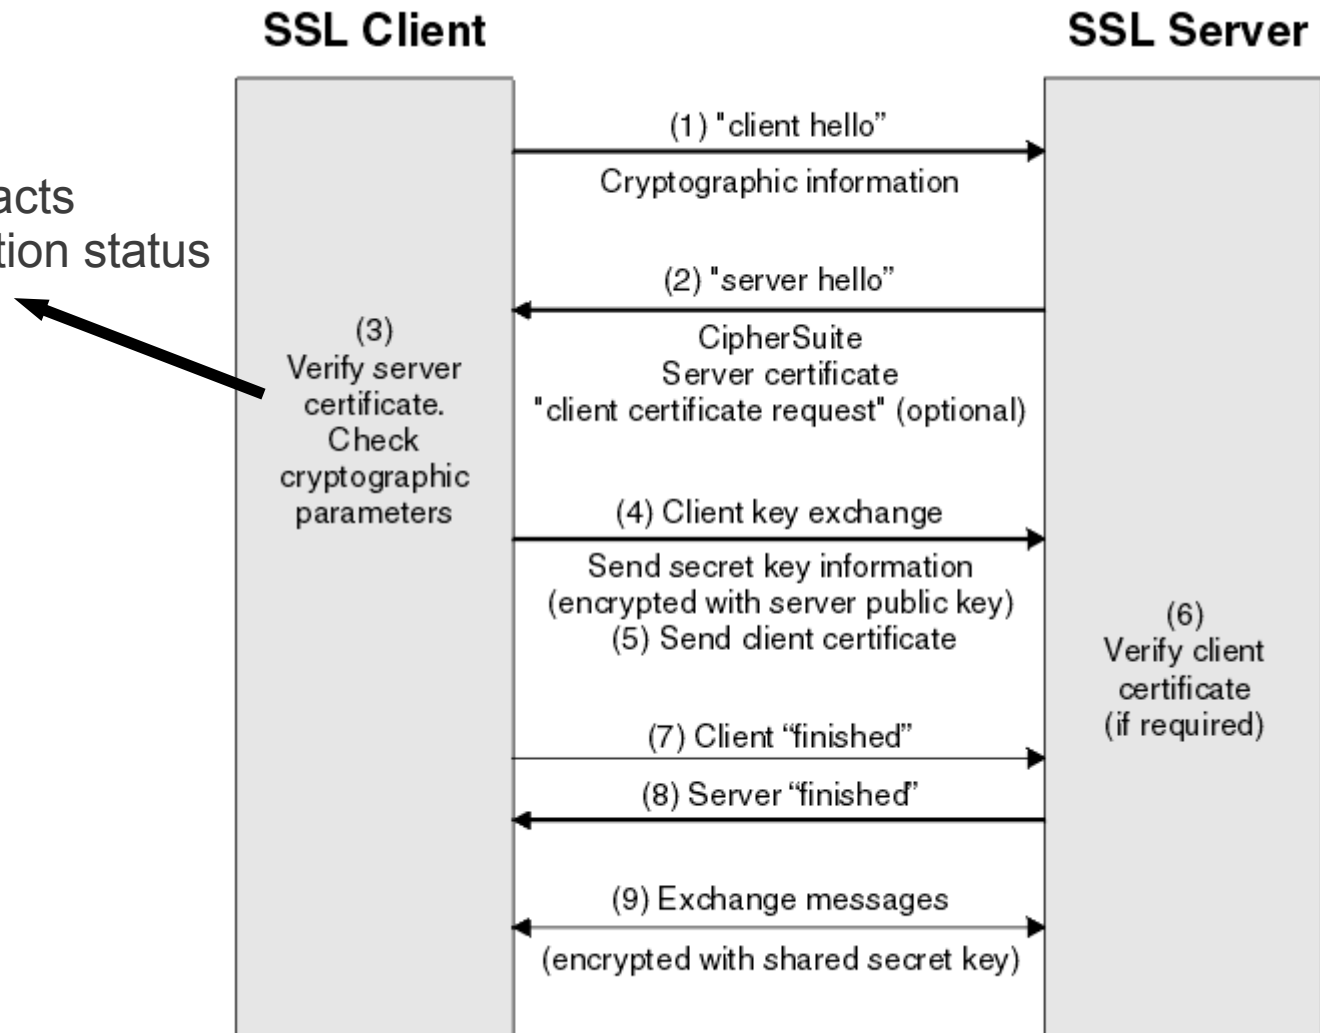 SSL Client
SSL Server
(1) "client hello”
Cryptographic information
acts
tion status
(2) "server hello”
CipherSuite
Server certificate
"client certificate request" (optional)
(3)
Verify server
certificate.
Check
cryptographic
parameters
(4) Client key exchange
Send secret key information
(encrypted with server public key)
(5) Send client certificate
(6)
Verify client
certificate
(if required)
(7) Client “finished”
(8) Server “finished”
(9) Exchange messages
(encrypted with shared secret key)